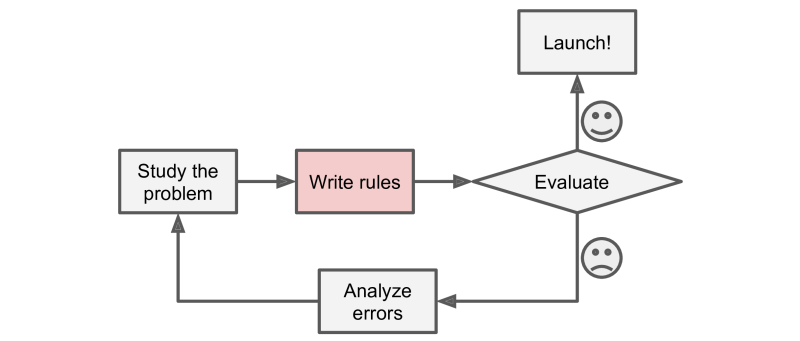 Launch!
Study the
problem
Write rules
Evaluate
Analyze
errors